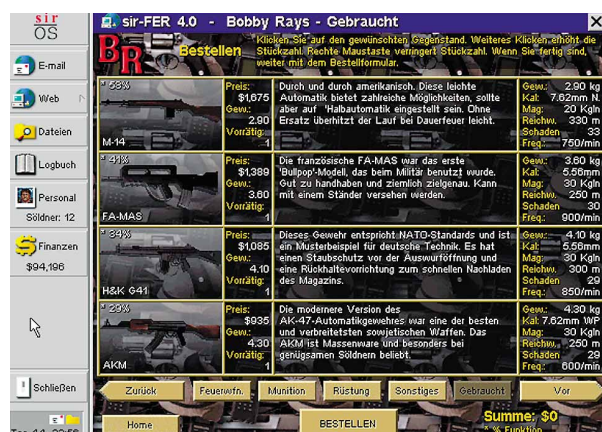 sir
OS
E-mail
Web
Dateien
Logbuch
Personal
Söldner: 12
Finanzen
$94,196
Schließen
sir-FER 4.0 - Bobby Rays - Gebraucht
BR
Bestellen
Klicken Sie auf den gewünschten Gegenstand. Weiteres Klicken erhöht die
Stückzahl. Rechte Maustaste verringert Stückzahl. Wenn Sie fertig sind,
weiter mit dem Bestellformular.
* 53%
M-14
Preis:
$1,675
Gew.:
2.90
Vorrätig:
1
Durch und durch amerikanisch. Diese leichte
Automatik bietet zahlreiche Möglichkeiten, sollte
aber auf 'Halbautomatik eingestellt sein. Ohne
Ersatz überhitzt der Lauf bei Dauerfeuer leicht.
Gew.: 2.90 kg
Kal: 7.62mm N
Mag: 20 Kgln
Reichw. 330 m
Schaden 33
Freq.: 750/min
* 41%
FA-MAS
Preis:
$1,389
Gew.:
3.60
Vorrätig:
1
Die französische FA-MAS war das erste
'Bullpop'-Modell, das beim Militär benutzt wurde.
Gut zu handhaben und ziemlich zielgenau. Kann
mit einem Ständer versehen werden.
Gew.: 3.60 kg
Kal: 5.56mm
Mag: 30 Kgln
Reichw. 250 m
Schaden 30
Freq.: 900/min
* 34%
H&K G41
Preis:
$1,085
Gew.:
4.10
Vorrätig:
1
Dieses Gewehr entspricht NATO-Standards und ist
ein Musterbeispiel für deutsche Technik. Es hat
einen Staubschutz vor der Auswurföffnung und
eine Rückhaltevorrichtung zum schnellen Nachladen
des Magazins.
Gew.: 4.10 kg
Kal: 5.56mm
Mag: 30 Kgln
Reichw. 300 m
Schaden 29
Freq.: 850/min
* 29%
AKM
Preis:
$935
Gew.:
4.30
Vorrätig:
1
Die modernere Version des
AK-47-Automatikgewehres war eine der besten
und verbreitetsten sowjetischen Waffen. Das
AKM ist Massenware und besonders bei
genügsamen Söldnern beliebt.
Gew.: 4.30 kg
Kal: 7.62mm WP
Mag: 30 Kgln
Reichw. 250 m
Schaden 29
Freq.: 600/min
Zurück Feuerwfn. Munition Rüstung Sonstiges Gebraucht Vor
Home BESTELLEN Summe: $0
* % Funktion